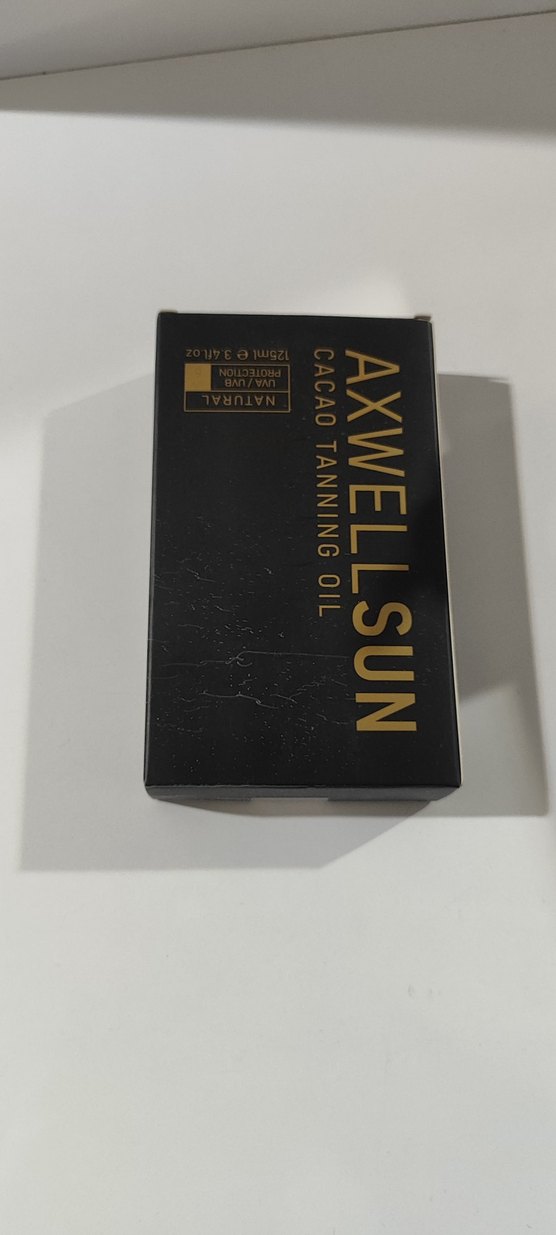 AXWELLSUN
CACAO TANNING OIL
NATURAL
UVA / UVB
PROTECTION
125ml e 3.4fl.oz